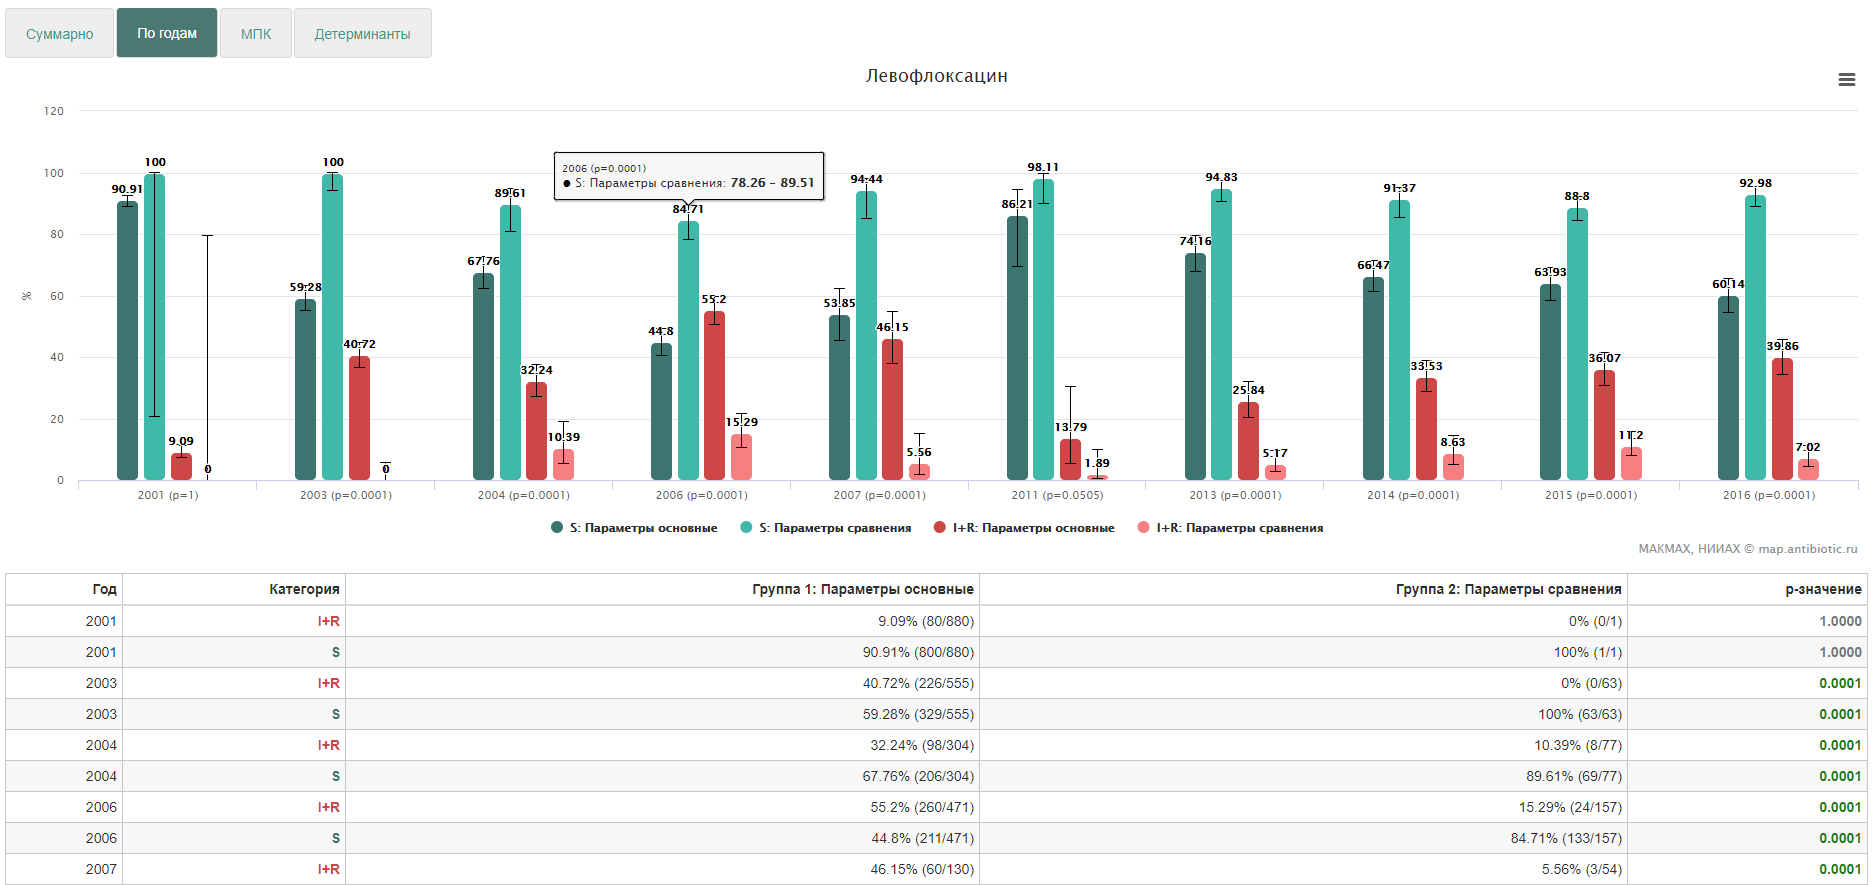 Суммарно По годам МПК Детерминанты
Левофлоксацин
120
100
80
60
40
20
0
%
90.91 100 9.09 0
59.28 100 40.72 0
67.76 89.61 32.24 10.39
44.8 84.71 55.2 15.29
53.85 94.44 46.15 5.56
86.21 98.11 13.79 1.89
74.16 94.83 25.84 5.17
66.47 91.37 33.53 8.63
63.93 88.8 36.07 11.2
60.14 92.98 39.86 7.02
2006 (p=0.0001)
● S: Параметры сравнения: 78.26 – 89.51
2001 (p=1) 2003 (p=0.0001) 2004 (p=0.0001) 2006 (p=0.0001) 2007 (p=0.0001) 2011 (p=0.0505) 2013 (p=0.0001) 2014 (p=0.0001) 2015 (p=0.0001) 2016 (p=0.0001)
S: Параметры основные S: Параметры сравнения I+R: Параметры основные I+R: Параметры сравнения
МАКМАХ, НИИАХ © map.antibiotic.ru
Год Категория Группа 1: Параметры основные Группа 2: Параметры сравнения p-значение
2001 I+R 9.09% (80/880) 0% (0/1) 1.0000
2001 S 90.91% (800/880) 100% (1/1) 1.0000
2003 I+R 40.72% (226/555) 0% (0/63) 0.0001
2003 S 59.28% (329/555) 100% (63/63) 0.0001
2004 I+R 32.24% (98/304) 10.39% (8/77) 0.0001
2004 S 67.76% (206/304) 89.61% (69/77) 0.0001
2006 I+R 55.2% (260/471) 15.29% (24/157) 0.0001
2006 S 44.8% (211/471) 84.71% (133/157) 0.0001
2007 I+R 46.15% (60/130) 5.56% (3/54) 0.0001